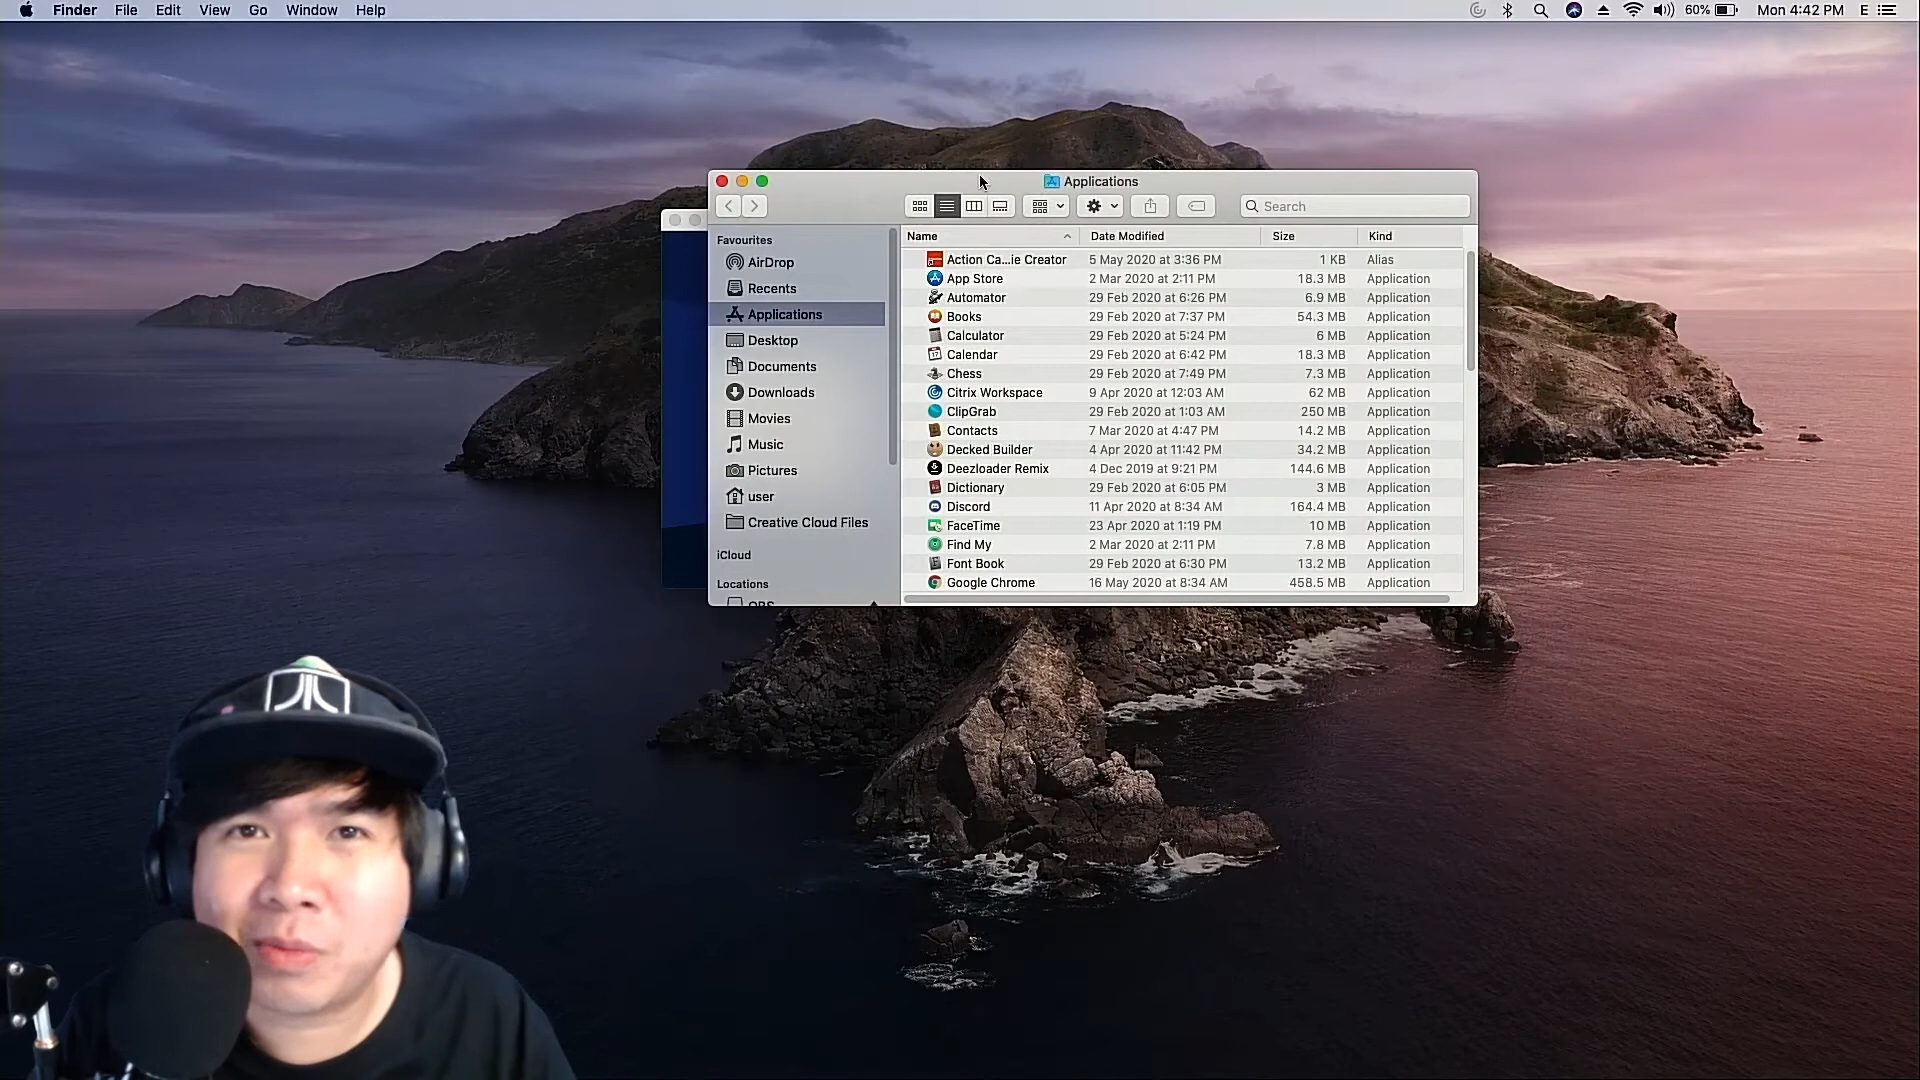 Finder File Edit View Go Window Help 60% Mon 4:42 PM E
Applications
Search
Favourites
AirDrop
Recents
Applications
Desktop
Documents
Downloads
Movies
Music
Pictures
user
Creative Cloud Files
iCloud
Locations
OBS
Name Date Modified Size Kind
Action Ca...ie Creator 5 May 2020 at 3:36 PM 1 KB Alias
App Store 2 Mar 2020 at 2:11 PM 18.3 MB Application
Automator 29 Feb 2020 at 6:26 PM 6.9 MB Application
Books 29 Feb 2020 at 7:37 PM 54.3 MB Application
Calculator 29 Feb 2020 at 5:24 PM 6 MB Application
Calendar 29 Feb 2020 at 6:42 PM 18.3 MB Application
Chess 29 Feb 2020 at 7:49 PM 7.3 MB Application
Citrix Workspace 9 Apr 2020 at 12:03 AM 62 MB Application
ClipGrab 29 Feb 2020 at 1:03 AM 250 MB Application
Contacts 7 Mar 2020 at 4:47 PM 14.2 MB Application
Decked Builder 4 Apr 2020 at 11:42 PM 34.2 MB Application
Deezloader Remix 4 Dec 2019 at 9:21 PM 144.6 MB Application
Dictionary 29 Feb 2020 at 6:05 PM 3 MB Application
Discord 11 Apr 2020 at 8:34 AM 164.4 MB Application
FaceTime 23 Apr 2020 at 1:19 PM 10 MB Application
Find My 2 Mar 2020 at 2:11 PM 7.8 MB Application
Font Book 29 Feb 2020 at 6:30 PM 13.2 MB Application
Google Chrome 16 May 2020 at 8:34 AM 458.5 MB Application